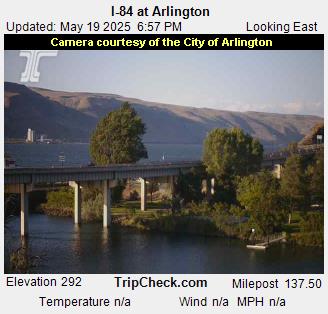 I-84 at Arlington
Updated: May 19 2025 6:57 PM Looking East
Camera courtesy of the City of Arlington
Elevation 292 TripCheck.com Milepost 137.50
Temperature n/a Wind n/a MPH n/a